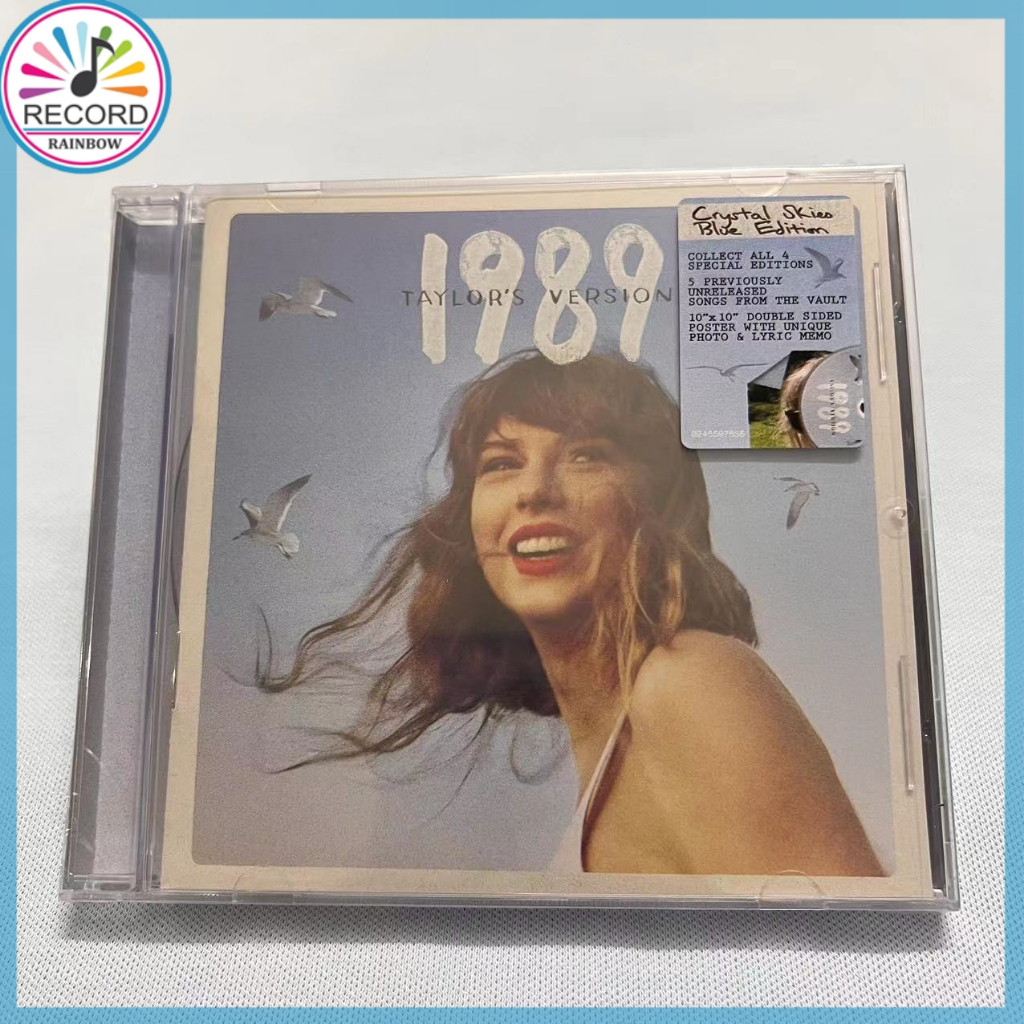 RECORD
RAINBOW
1989
TAYLOR'S VERSION
Crystal Skies
Blue Edition
COLLECT ALL 4
SPECIAL EDITIONS
5 PREVIOUSLY
UNRELEASED
SONGS FROM THE VAULT
10"x 10" DOUBLE SIDED
POSTER WITH UNIQUE
PHOTO & LYRIC MEMO
1989